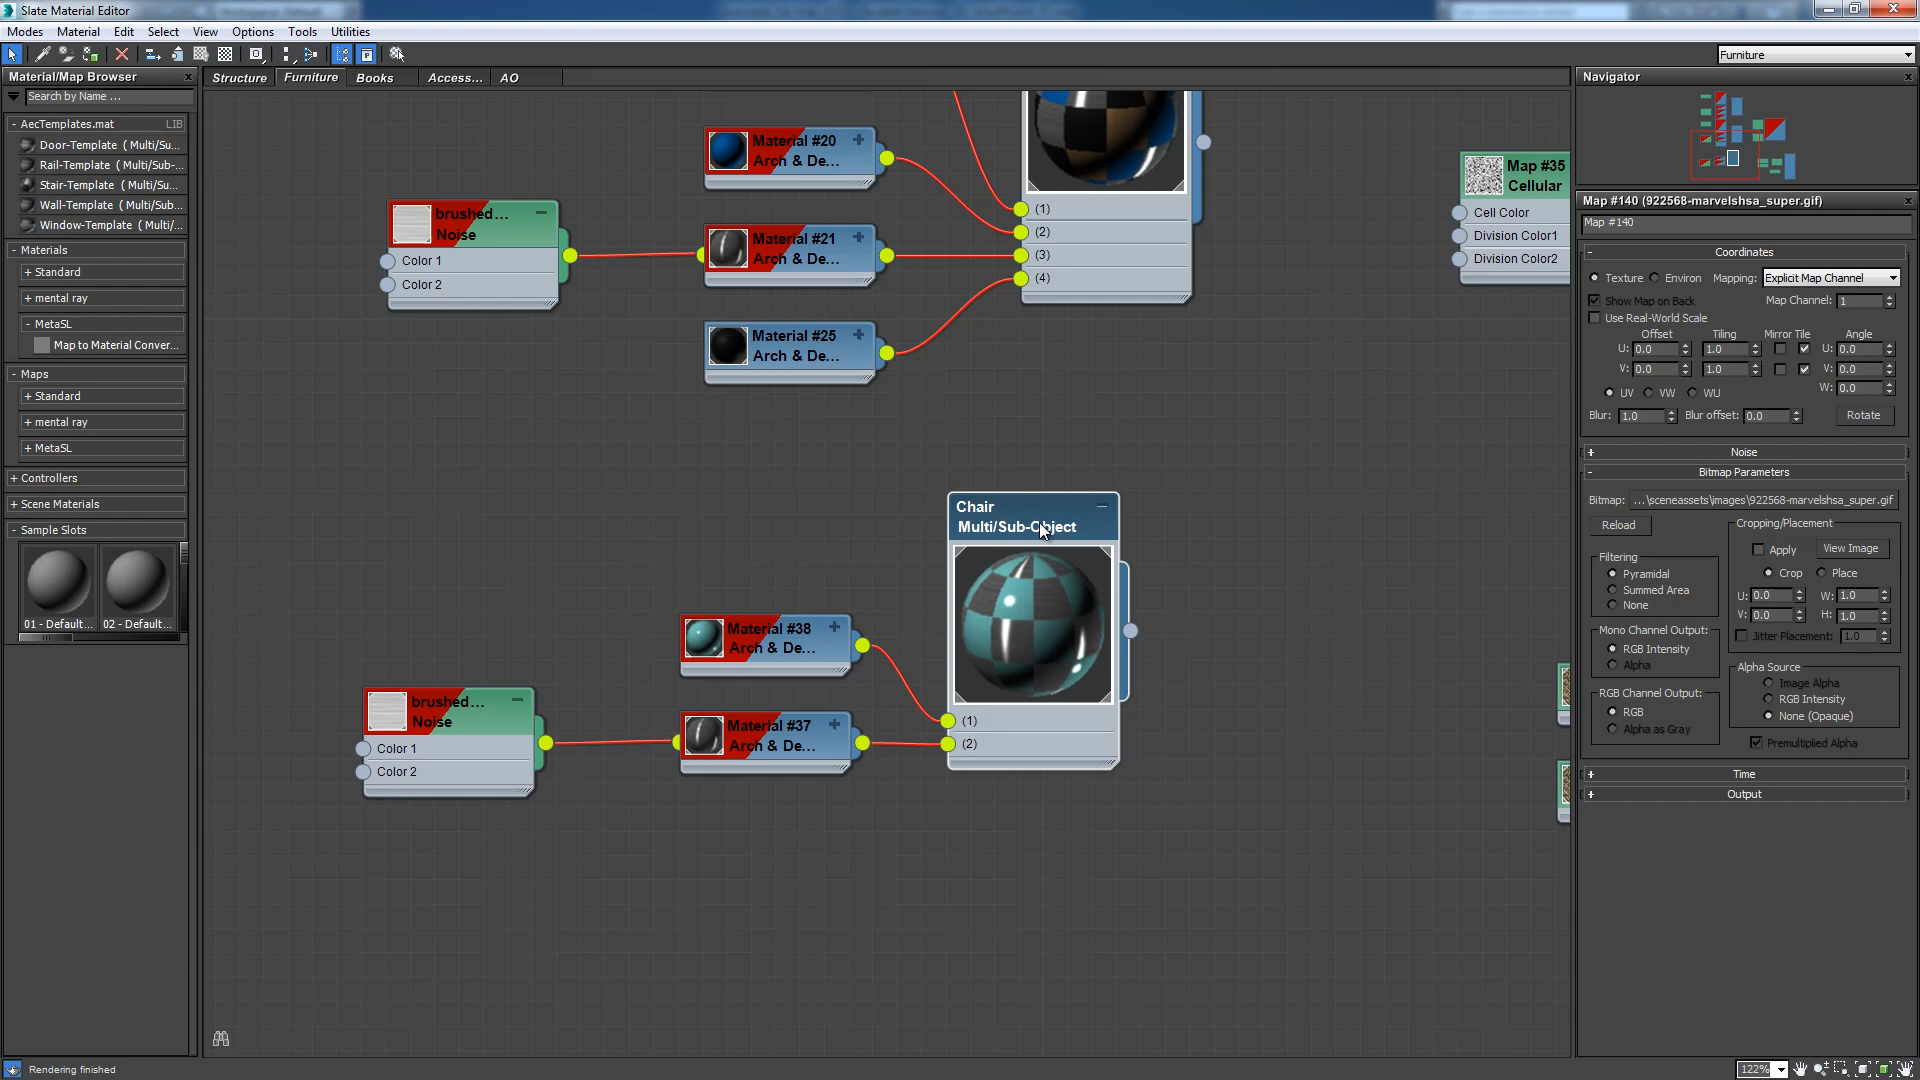 Slate Material Editor
Modes Material Edit Select View Options Tools Utilities
Furniture
Material/Map Browser
Search by Name ...
- AecTemplates.mat LIB
Door-Template ( Multi/Su...
Rail-Template ( Multi/Sub-...
Stair-Template ( Multi/Su...
Wall-Template ( Multi/Sub...
Window-Template ( Multi/...
- Materials
+ Standard
+ mental ray
- MetaSL
Map to Material Conver...
- Maps
+ Standard
+ mental ray
+ MetaSL
+ Controllers
+ Scene Materials
- Sample Slots
01 - Default... 02 - Default...
Structure Furniture Books Access... AO
Material #20
Arch & De...
brushed...
Noise
Color 1
Color 2
Material #21
Arch & De...
Material #25
Arch & De...
(1)
(2)
(3)
(4)
Map #35
Cellular
Cell Color
Division Color1
Division Color2
Chair
Multi/Sub-Object
Material #38
Arch & De...
brushed...
Noise
Color 1
Color 2
Material #37
Arch & De...
(1)
(2)
Navigator
Map #140 (922568-marvelshsa_super.gif)
Map #140
- Coordinates
Texture Environ Mapping: Explicit Map Channel
Show Map on Back Map Channel: 1
Use Real-World Scale
Offset Tiling Mirror Tile Angle
U: 0.0 1.0 U: 0.0
V: 0.0 1.0 V: 0.0
W: 0.0
UV VW WU
Blur: 1.0 Blur offset: 0.0 Rotate
+ Noise
- Bitmap Parameters
Bitmap: ...\sceneassets\images\922568-marvelshsa_super.gif
Reload
Cropping/Placement
Apply View Image
Crop Place
U: 0.0 W: 1.0
V: 0.0 H: 1.0
Jitter Placement: 1.0
Filtering
Pyramidal
Summed Area
None
Mono Channel Output:
RGB Intensity
Alpha
RGB Channel Output:
RGB
Alpha as Gray
Alpha Source
Image Alpha
RGB Intensity
None (Opaque)
Premultiplied Alpha
+ Time
+ Output
Rendering finished
122%